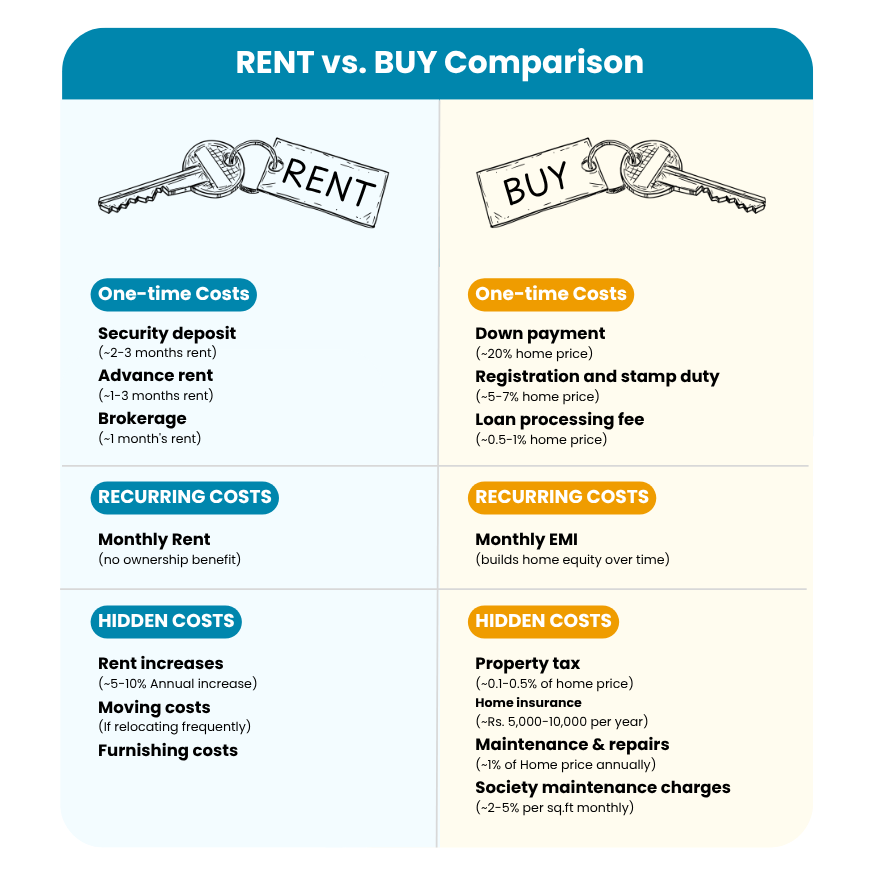 RENT vs. BUY Comparison
RENT
BUY
One-time Costs
Security deposit
(~2-3 months rent)
Advance rent
(~1-3 months rent)
Brokerage
(~1 month's rent)
One-time Costs
Down payment
(~20% home price)
Registration and stamp duty
(~5-7% home price)
Loan processing fee
(~0.5-1% home price)
RECURRING COSTS
Monthly Rent
(no ownership benefit)
RECURRING COSTS
Monthly EMI
(builds home equity over time)
HIDDEN COSTS
Rent increases
(~5-10% Annual increase)
Moving costs
(If relocating frequently)
Furnishing costs
HIDDEN COSTS
Property tax
(~0.1-0.5% of home price)
Home insurance
(~Rs. 5,000-10,000 per year)
Maintenance & repairs
(~1% of Home price annually)
Society maintenance charges
(~2-5% per sq.ft monthly)